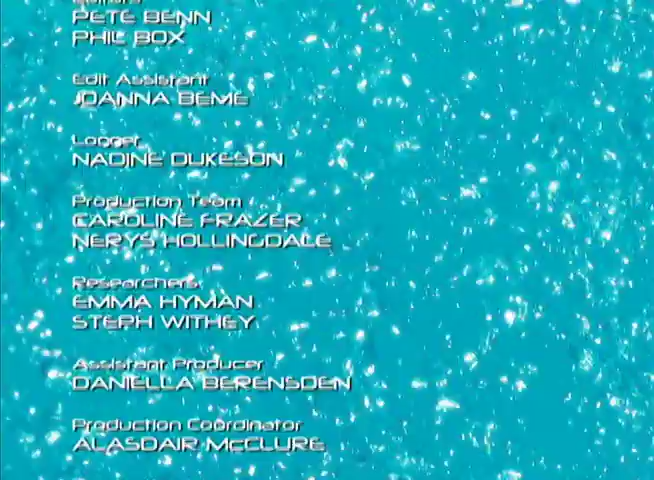 Editors
PETE BENN
PHIL BOX
Edit Assistant
JOANNA BEME
Logger
NADINE DUKESON
Production Team
CAROLINE FRAZER
NERYS HOLLINGDALE
Researchers
EMMA HYMAN
STEPH WITHEY
Assistant Producer
DANIELLA BERENSDEN
Production Coordinator
ALASDAIR McCLURE